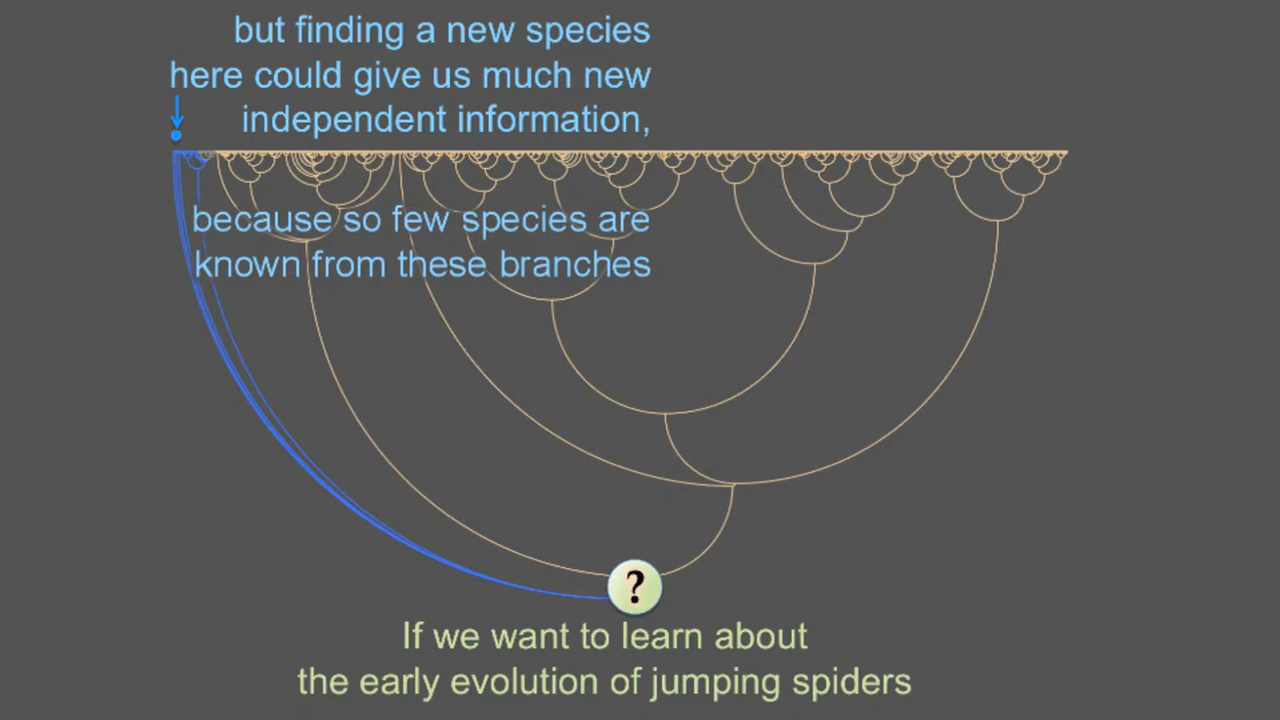 but finding a new species
here could give us much new
independent information,
because so few species are
known from these branches
?
If we want to learn about
the early evolution of jumping spiders